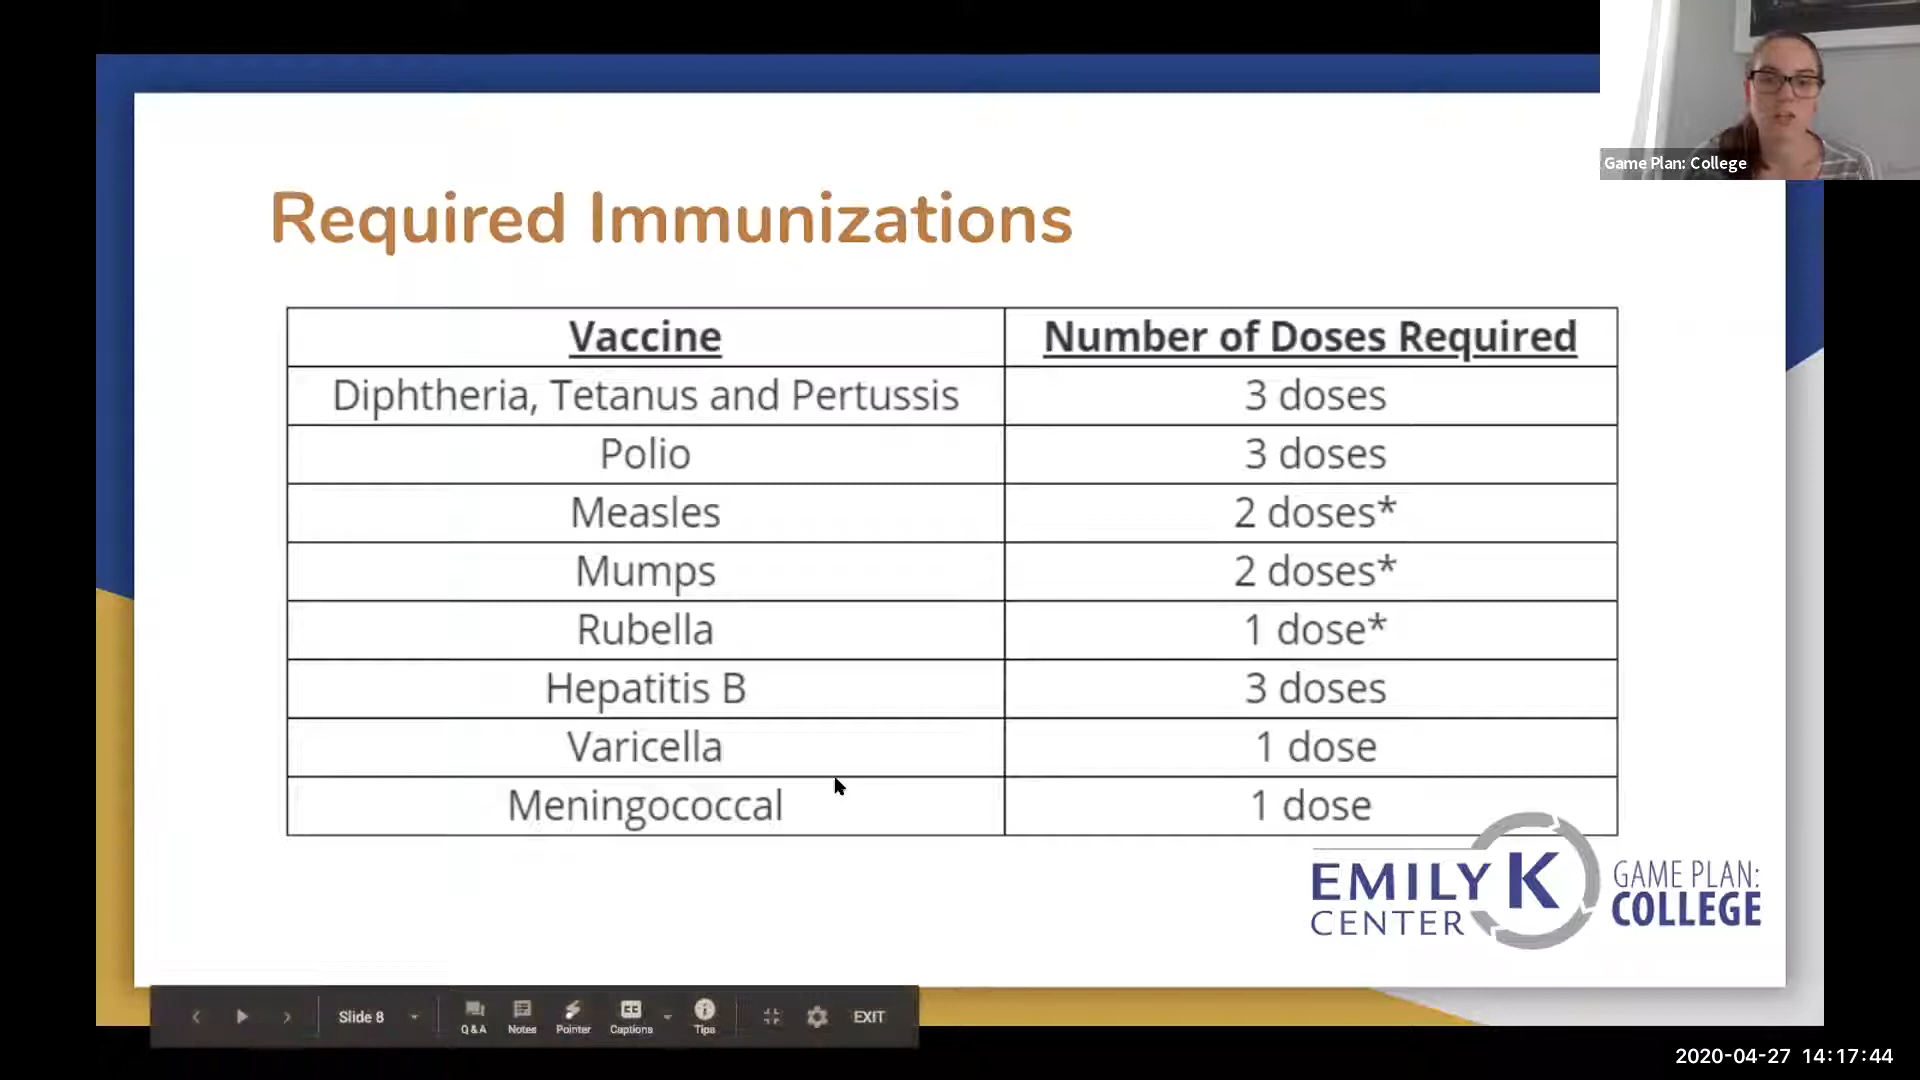 Game Plan: College
Required Immunizations
Vaccine Number of Doses Required
Diphtheria, Tetanus and Pertussis 3 doses
Polio 3 doses
Measles 2 doses*
Mumps 2 doses*
Rubella 1 dose*
Hepatitis B 3 doses
Varicella 1 dose
Meningococcal 1 dose
EMILY K
CENTER
GAME PLAN:
COLLEGE
Slide 8
Q&A Notes Pointer Captions Tips EXIT
2020-04-27 14:17:44